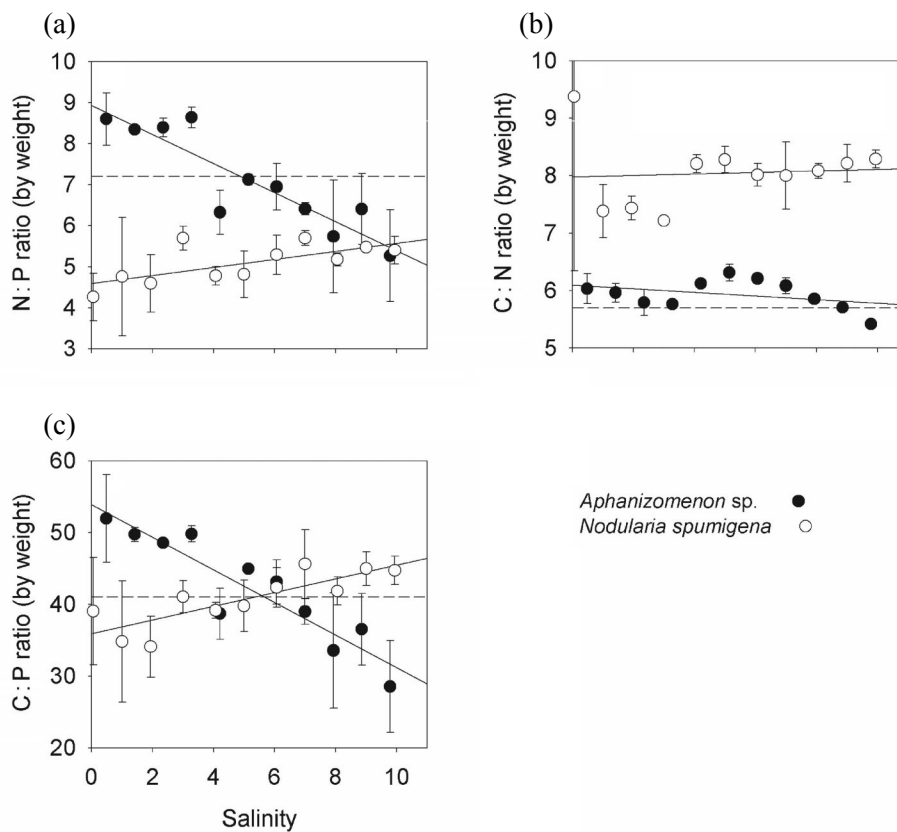 (a)
N:P ratio (by weight)
10
9
8
7
6
5
4
3
(b)
C:N ratio (by weight)
10
9
8
7
6
5
(c)
C:P ratio (by weight)
60
50
40
30
20
0 2 4 6 8 10
Salinity
Aphanizomenon sp.
Nodularia spumigena